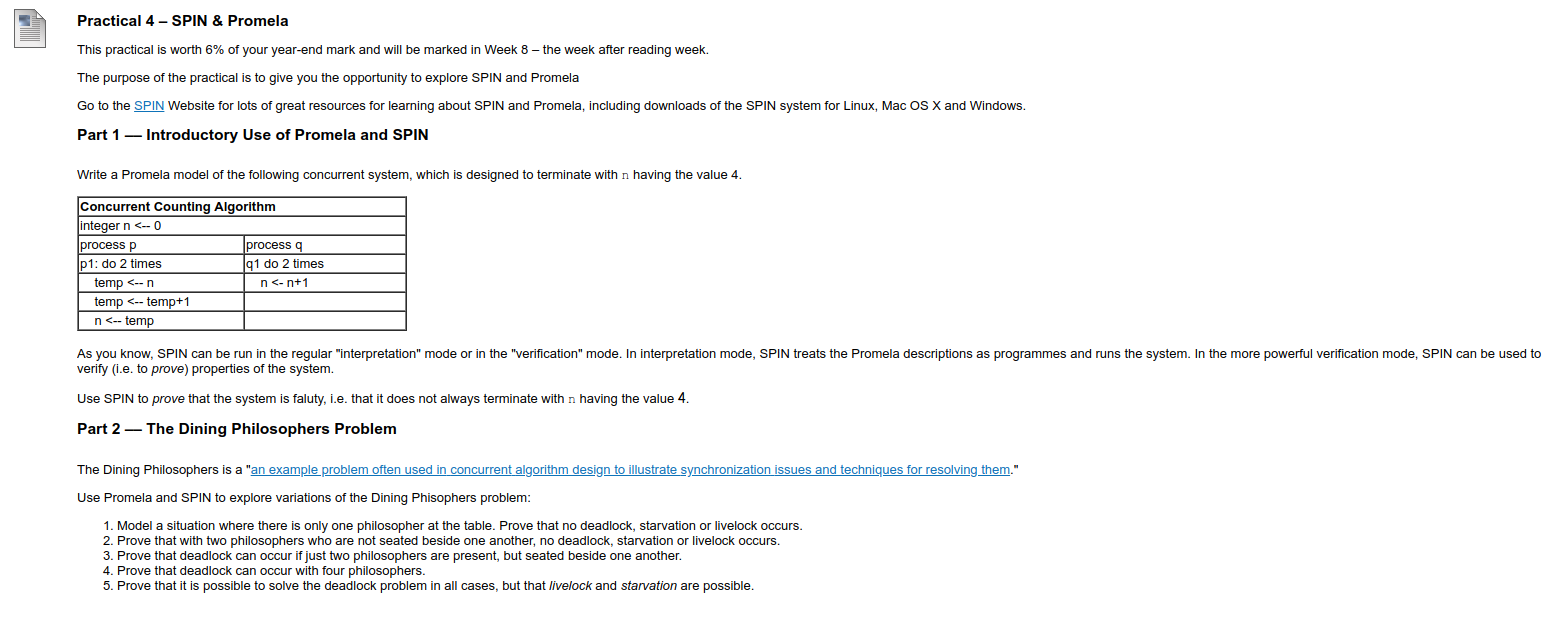 Practical 4 – SPIN & Promela
This practical is worth 6% of your year-end mark and will be marked in Week 8 – the week after reading week.
The purpose of the practical is to give you the opportunity to explore SPIN and Promela
Go to the SPIN Website for lots of great resources for learning about SPIN and Promela, including downloads of the SPIN system for Linux, Mac OS X and Windows.
Part 1 — Introductory Use of Promela and SPIN
Write a Promela model of the following concurrent system, which is designed to terminate with n having the value 4.
Concurrent Counting Algorithm
integer n <-- 0
process p process q
p1: do 2 times q1 do 2 times
temp <-- n n <- n+1
temp <-- temp+1
n <-- temp
As you know, SPIN can be run in the regular "interpretation" mode or in the "verification" mode. In interpretation mode, SPIN treats the Promela descriptions as programmes and runs the system. In the more powerful verification mode, SPIN can be used to
verify (i.e. to prove) properties of the system.
Use SPIN to prove that the system is faluty, i.e. that it does not always terminate with n having the value 4.
Part 2 — The Dining Philosophers Problem
The Dining Philosophers is a "an example problem often used in concurrent algorithm design to illustrate synchronization issues and techniques for resolving them."
Use Promela and SPIN to explore variations of the Dining Phisophers problem:
1. Model a situation where there is only one philosopher at the table. Prove that no deadlock, starvation or livelock occurs.
2. Prove that with two philosophers who are not seated beside one another, no deadlock, starvation or livelock occurs.
3. Prove that deadlock can occur if just two philosophers are present, but seated beside one another.
4. Prove that deadlock can occur with four philosophers.
5. Prove that it is possible to solve the deadlock problem in all cases, but that livelock and starvation are possible.